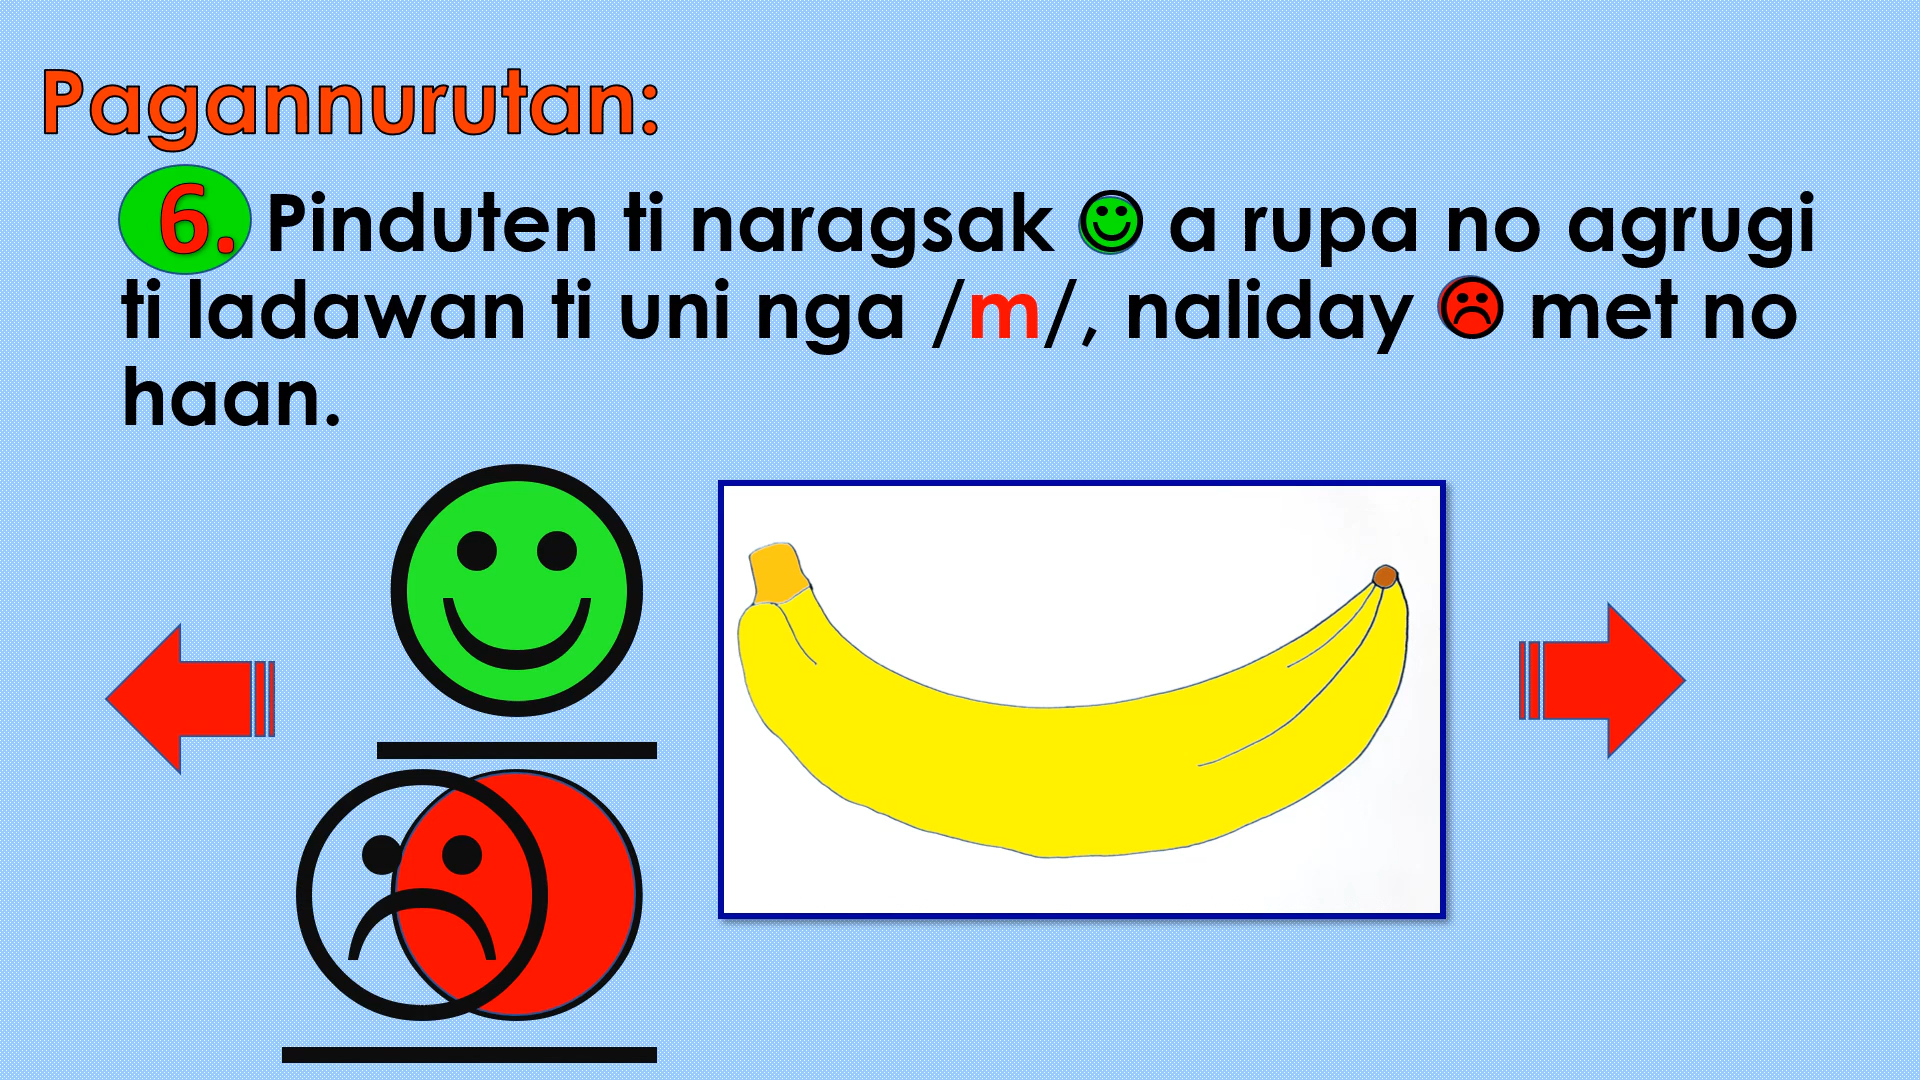 Pagannurutan:
6. Pinduten ti naragsak ☺ a rupa no agrugi
ti ladawan ti uni nga /m/, naliday ☹ met no
haan.